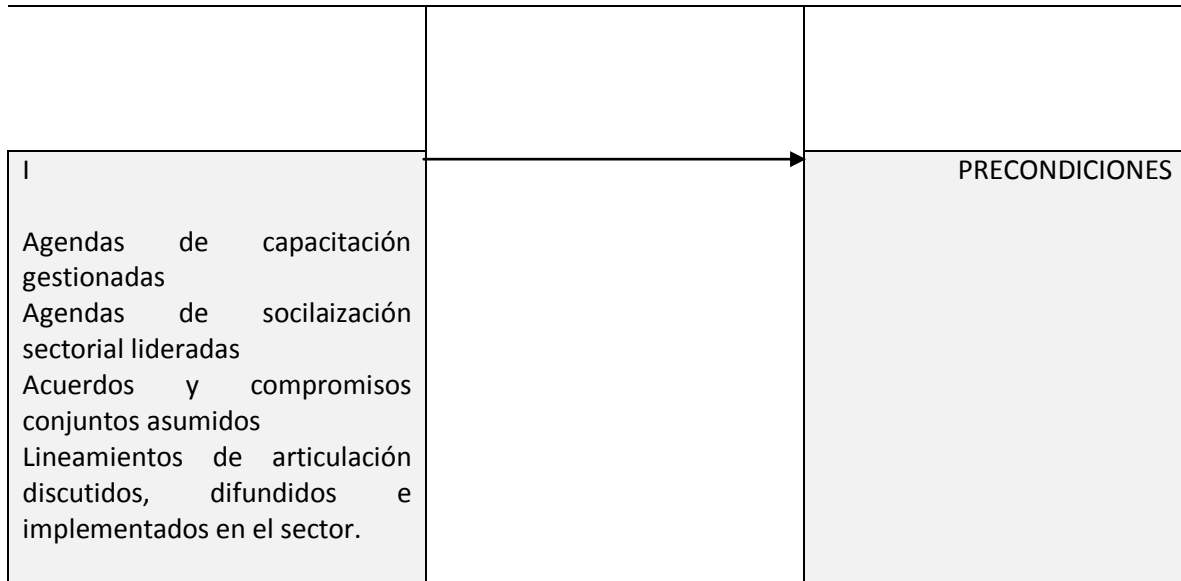 I
Agendas de capacitación
gestionadas
Agendas de socilaización
sectorial lideradas
Acuerdos y compromisos
conjuntos asumidos
Lineamientos de articulación
discutidos, difundidos e
implementados en el sector.
PRECONDICIONES